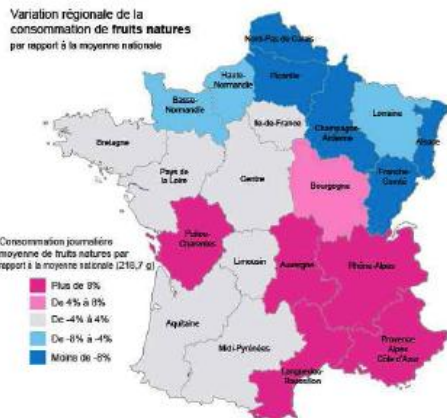 Variation régionale de la
consommation de fruits natures
par rapport à la moyenne nationale
Nord-Pas de Calais
Haute-
Normandie
Picardie
Basse-
Normandie
Ile-de-France
Lorraine
Champagne-
Ardenne
Alsace
Bretagne
Pays de
la Loire
Centre
Bourgogne
Franche-
Comté
Poitou-
Charentes
Limousin
Auvergne
Rhône-Alpes
Aquitaine
Midi-Pyrénées
Languedoc-
Roussillon
Provence
Alpes
Côte d'Azur
Consommation journalière
moyenne de fruits natures par
rapport à la moyenne nationale (218,7 g)
Plus de 8%
De 4% à 8%
De -4% à 4%
De -8% à -4%
Moins de -8%